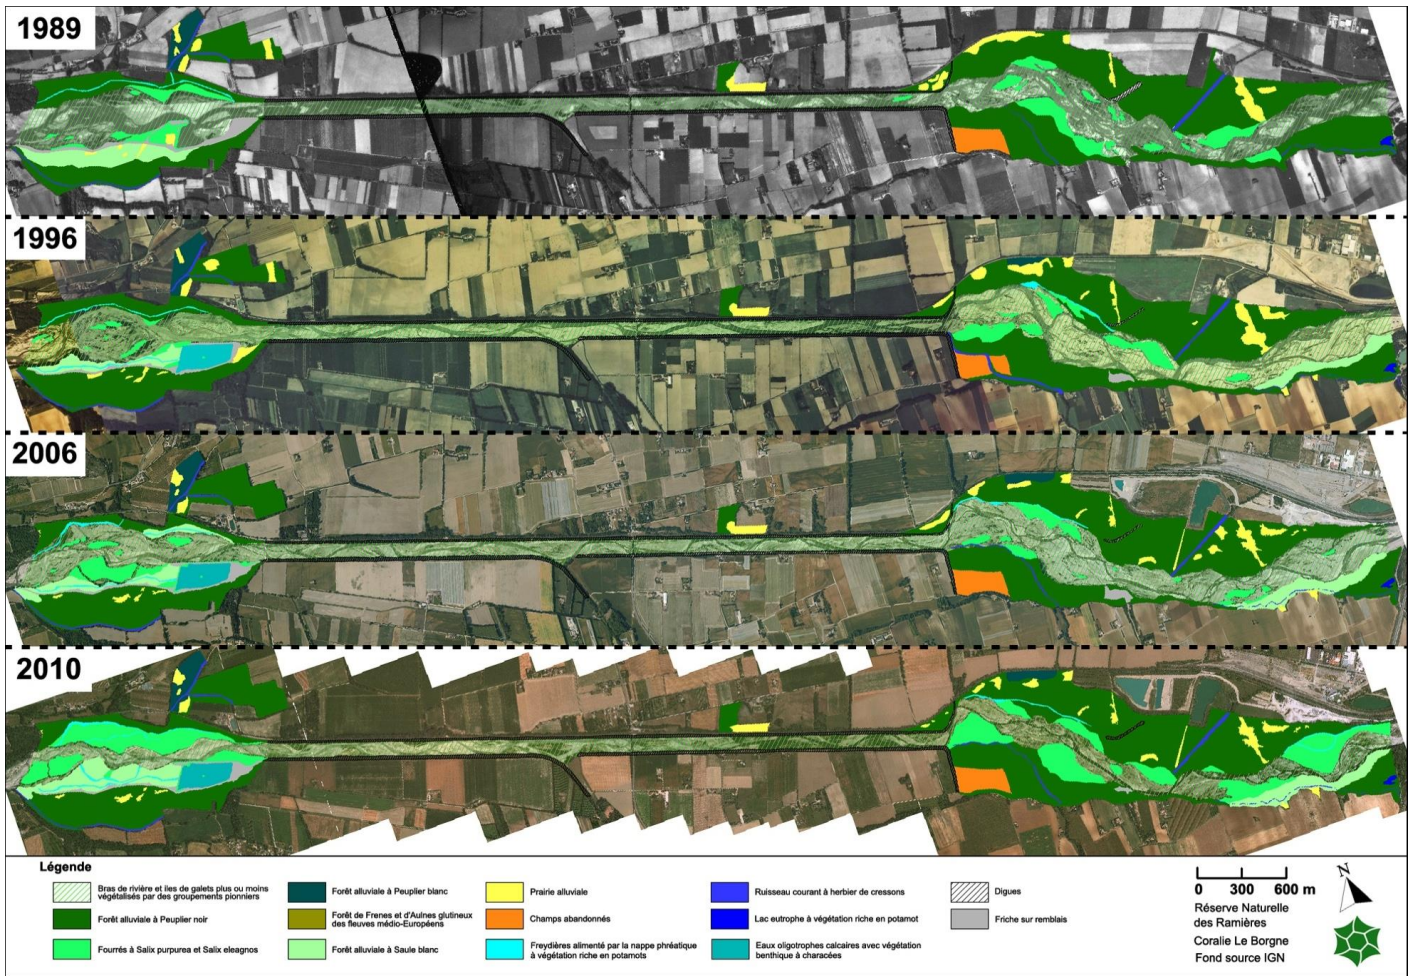 1989
1996
2006
2010
Légende
Bras de rivière et iles de galets plus ou moins
végétalisés par des groupements pionniers
Forêt alluviale à Peuplier noir
Fourrés à Salix purpurea et Salix eleagnos
Forêt alluviale à Peuplier blanc
Forêt de Frenes et d'Aulnes glutineux
des fleuves médio-Européens
Forêt alluviale à Saule blanc
Prairie alluviale
Champs abandonnés
Freydières alimenté par la nappe phréatique
à végétation riche en potamots
Ruisseau courant à herbier de cressons
Lac eutrophe à végétation riche en potamot
Eaux oligotrophes calcaires avec végétation
benthique à characées
Digues
Friche sur remblais
0 300 600 m
Réserve Naturelle
des Ramières
Coralie Le Borgne
Fond source IGN
N